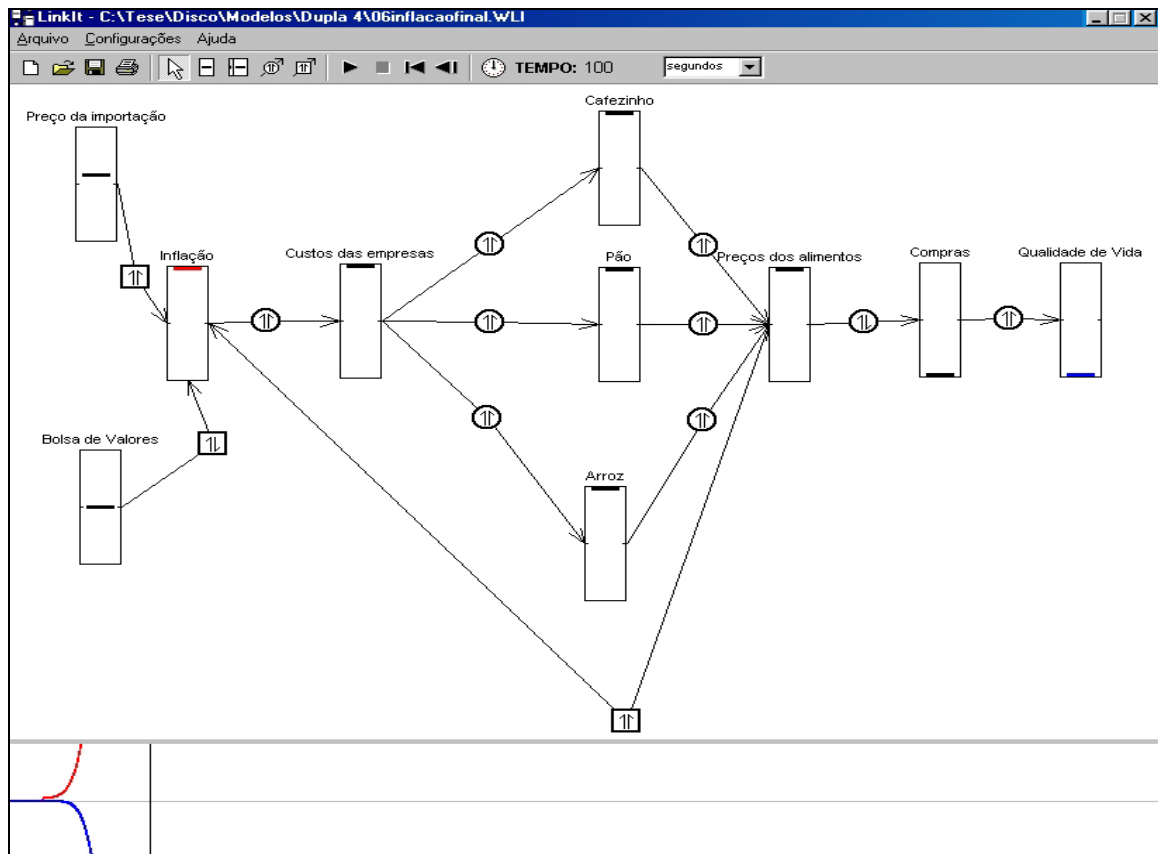 LinkIt - C:\Tese\Disco\Modelos\Dupla 4\06inflacaofinal.WLI
Arquivo Configurações Ajuda
TEMPO: 100 segundos
Cafezinho
Preço da importação
Inflação
Custos das empresas
Pão
Preços dos alimentos
Compras
Qualidade de Vida
Bolsa de Valores
Arroz